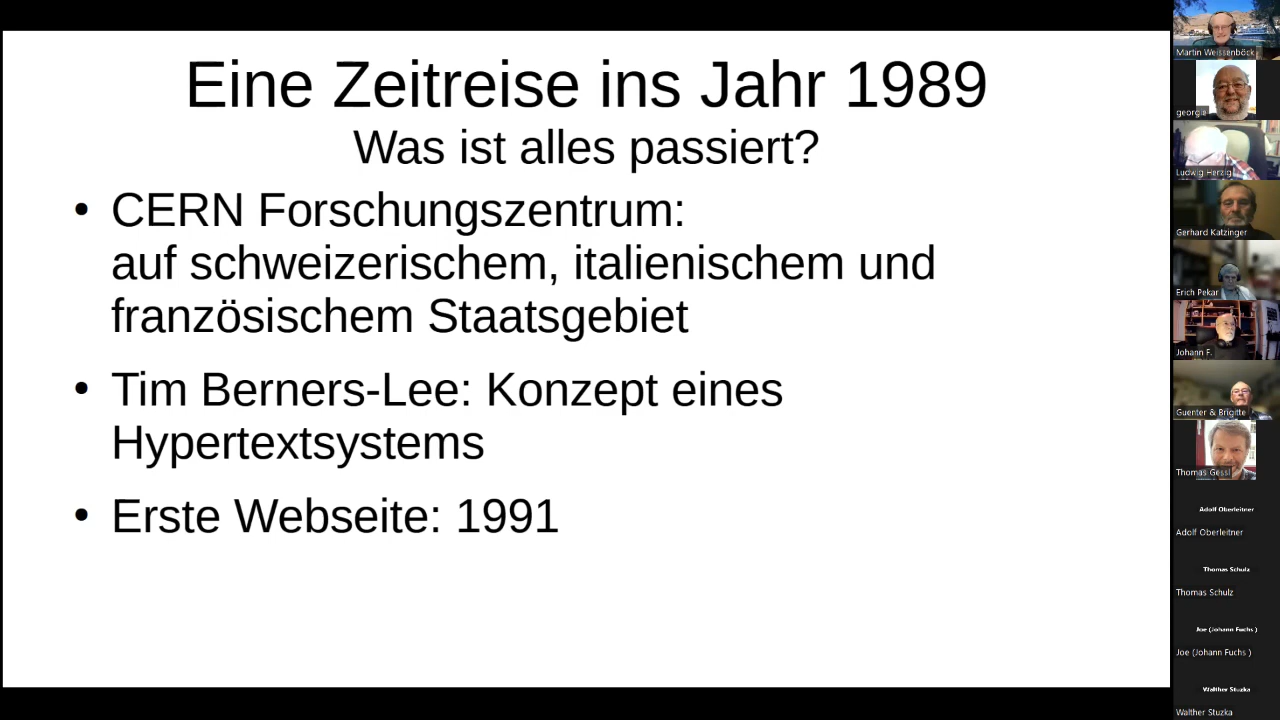 Eine Zeitreise ins Jahr 1989
Was ist alles passiert?
• CERN Forschungszentrum:
auf schweizerischem, italienischem und
französischem Staatsgebiet
• Tim Berners-Lee: Konzept eines
Hypertextsystems
• Erste Webseite: 1991
Martin Weissenböck
georgie
Ludwig Herzig
Gerhard Katzinger
Erich Pekar
Johann F.
Guenter & Brigitte
Thomas Gessl
Adolf Oberleitner
Adolf Oberleitner
Thomas Schulz
Thomas Schulz
Joe (Johann Fuchs )
Joe (Johann Fuchs )
Walther Stuzka
Walther Stuzka